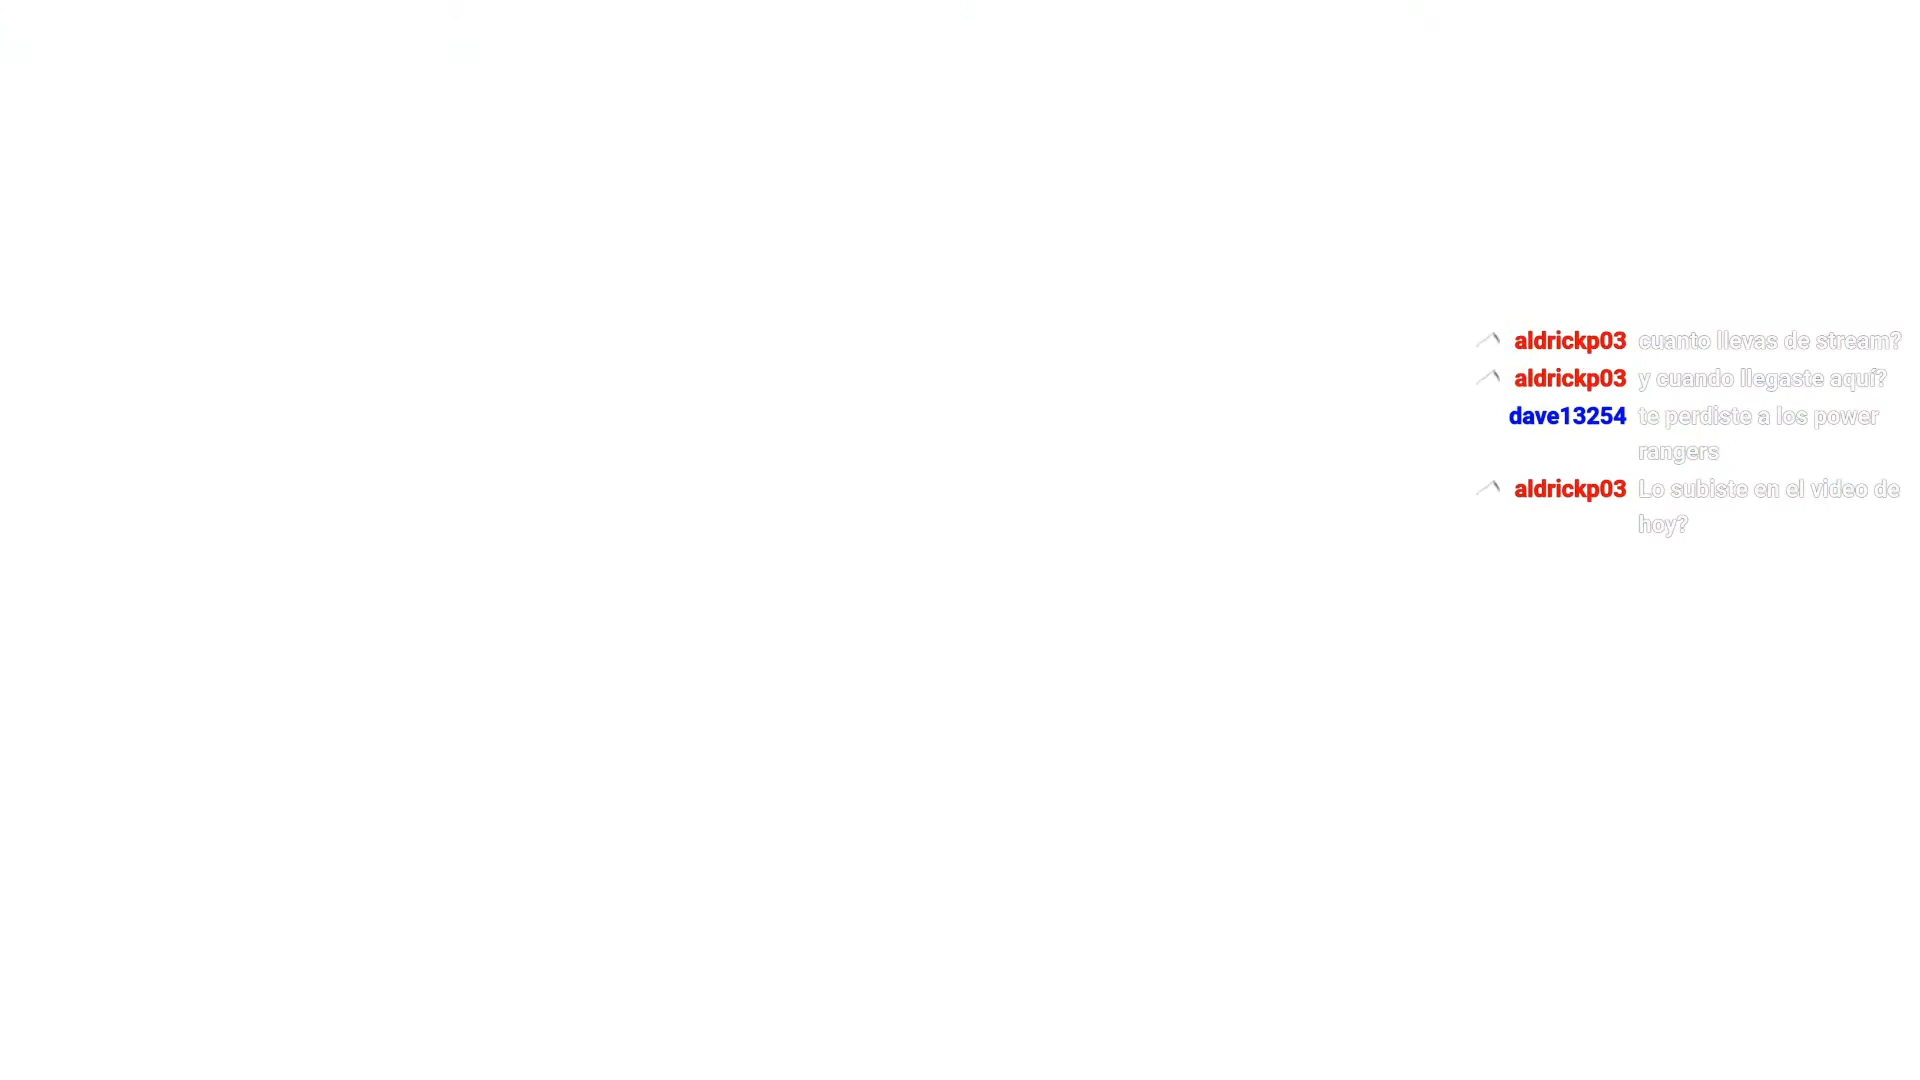 aldrickp03 cuanto llevas de stream?
aldrickp03 y cuando llegaste aquí?
dave13254 te perdiste a los power
rangers
aldrickp03 Lo subiste en el video de
hoy?